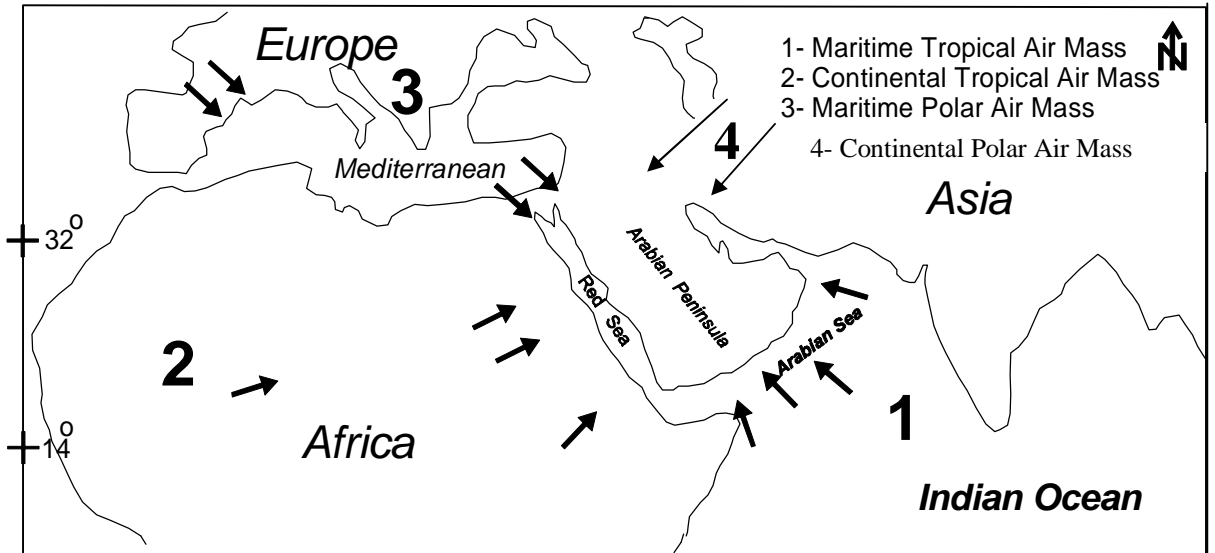 Europe
3
1- Maritime Tropical Air Mass
2- Continental Tropical Air Mass
3- Maritime Polar Air Mass
4- Continental Polar Air Mass
N
4
Mediterranean
Asia
32°
Arabian Peninsula
Red Sea
Arabian Sea
2
1
Africa
14°
Indian Ocean